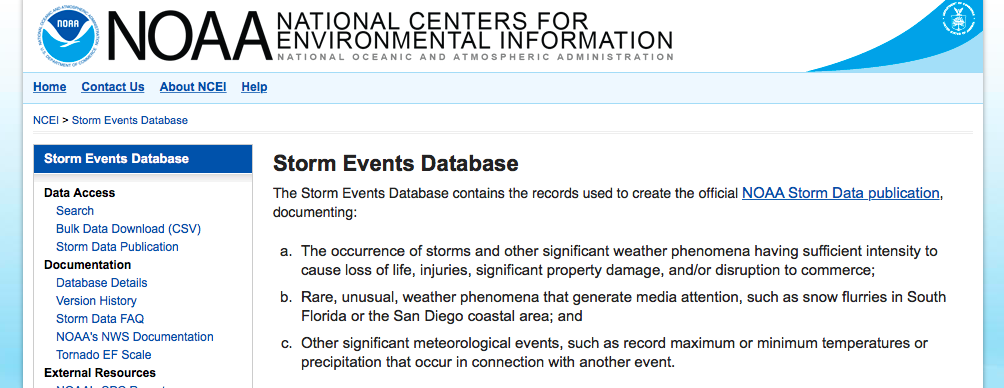 NOAA
NOAA NATIONAL CENTERS FOR
ENVIRONMENTAL INFORMATION
NATIONAL OCEANIC AND ATMOSPHERIC ADMINISTRATION
Home Contact Us About NCEI Help
NCEI > Storm Events Database
Storm Events Database
Data Access
Search
Bulk Data Download (CSV)
Storm Data Publication
Documentation
Database Details
Version History
Storm Data FAQ
NOAA's NWS Documentation
Tornado EF Scale
External Resources
Storm Events Database
The Storm Events Database contains the records used to create the official NOAA Storm Data publication,
documenting:
a. The occurrence of storms and other significant weather phenomena having sufficient intensity to
cause loss of life, injuries, significant property damage, and/or disruption to commerce;
b. Rare, unusual, weather phenomena that generate media attention, such as snow flurries in South
Florida or the San Diego coastal area; and
c. Other significant meteorological events, such as record maximum or minimum temperatures or
precipitation that occur in connection with another event.